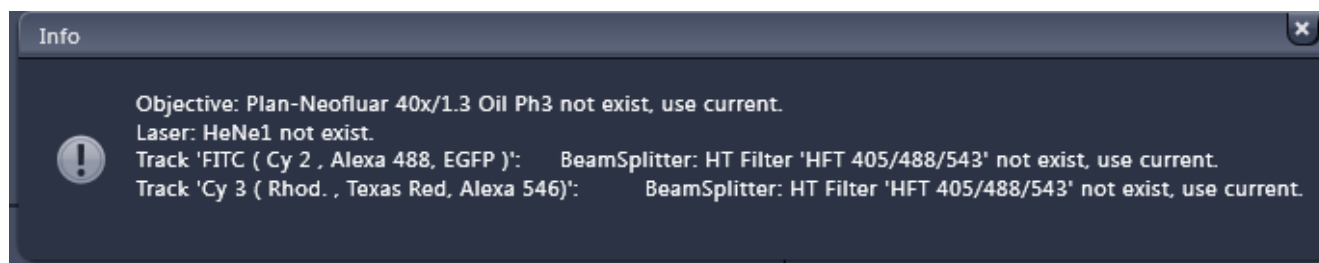 Info
Objective: Plan-Neofluar 40x/1.3 Oil Ph3 not exist, use current.
Laser: HeNe1 not exist.
Track 'FITC ( Cy 2 , Alexa 488, EGFP )': BeamSplitter: HT Filter 'HFT 405/488/543' not exist, use current.
Track 'Cy 3 ( Rhod. , Texas Red, Alexa 546)': BeamSplitter: HT Filter 'HFT 405/488/543' not exist, use current.